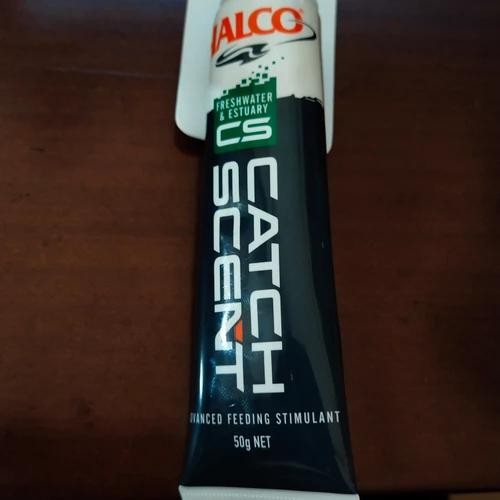 HALCO
FRESHWATER
& ESTUARY
CS
CATCH
SCENT
ADVANCED FEEDING STIMULANT
50g NET